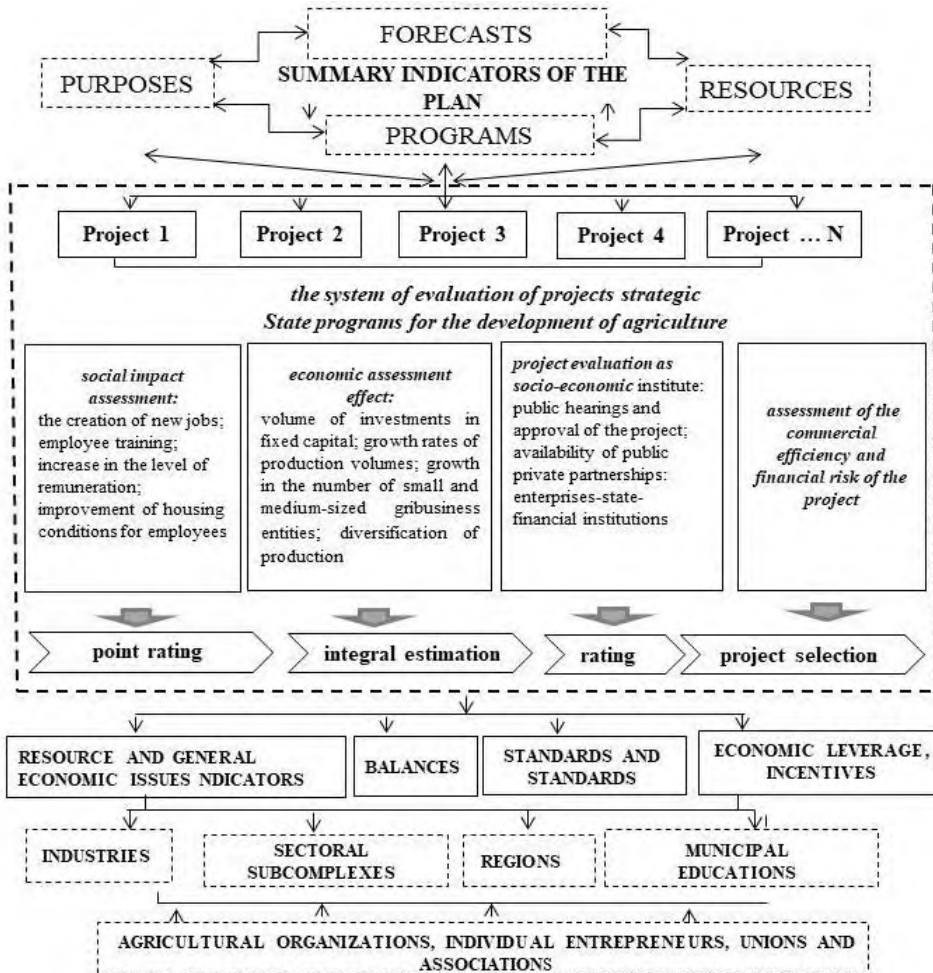 FORECASTS
PURPOSES
SUMMARY INDICATORS OF THE
PLAN
RESOURCES
PROGRAMS
Project 1
Project 2
Project 3
Project 4
Project ... N
the system of evaluation of projects strategic
State programs for the development of agriculture
social impact
assessment:
the creation of new jobs;
employee training;
increase in the level of
remuneration;
improvement of housing
conditions for employees
economic assessment
effect:
volume of investments in
fixed capital; growth rates of
production volumes; growth
in the number of small and
medium-sized gribusiness
entities; diversification of
production
project evaluation as
socio-economic institute:
public hearings and
approval of the project;
availability of public
private partnerships:
enterprises-state-
financial institutions
assessment of the
commercial
efficiency and
financial risk of the
project
point rating
integral estimation
rating
project selection
RESOURCE AND GENERAL
ECONOMIC ISSUES NDICATORS
BALANCES
STANDARDS AND
STANDARDS
ECONOMIC LEVERAGE,
INCENTIVES
INDUSTRIES
SECTORAL
SUBCOMPLEXES
REGIONS
MUNICIPAL
EDUCATIONS
AGRICULTURAL ORGANIZATIONS, INDIVIDUAL ENTREPRENEURS, UNIONS AND
ASSOCIATIONS